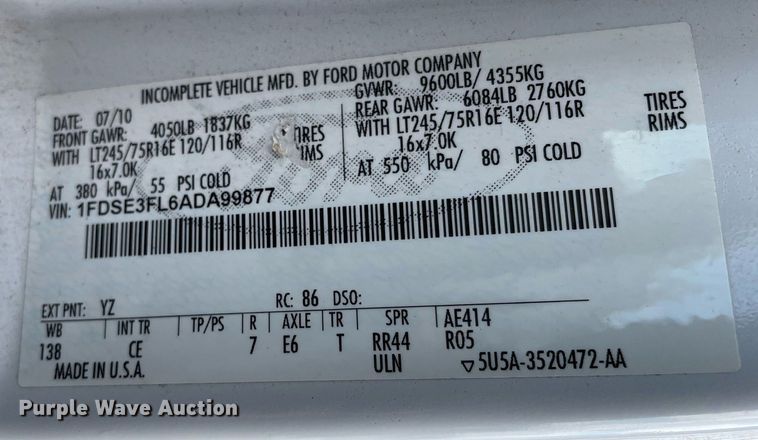 INCOMPLETE VEHICLE MFD. BY FORD MOTOR COMPANY
DATE: 07/10 GVWR: 9600LB/ 4355KG
FRONT GAWR: 4050LB 1837KG REAR GAWR: 6084LB 2760KG
WITH LT245/75R16E 120/116R TIRES WITH LT245/75R16E 120/116R TIRES
16x7.0K RIMS 16x7.0K RIMS
AT 380 kPa/ 55 PSI COLD AT 550 kPa/ 80 PSI COLD
VIN: 1FDSE3FL6ADA99877
EXT PNT: YZ RC: 86 DSO:
WB INT TR TP/PS R AXLE TR SPR AE414
138 CE 7 E6 T RR44 R05
MADE IN U.S.A. ULN ▽5U5A-3520472-AA
Purple Wave Auction